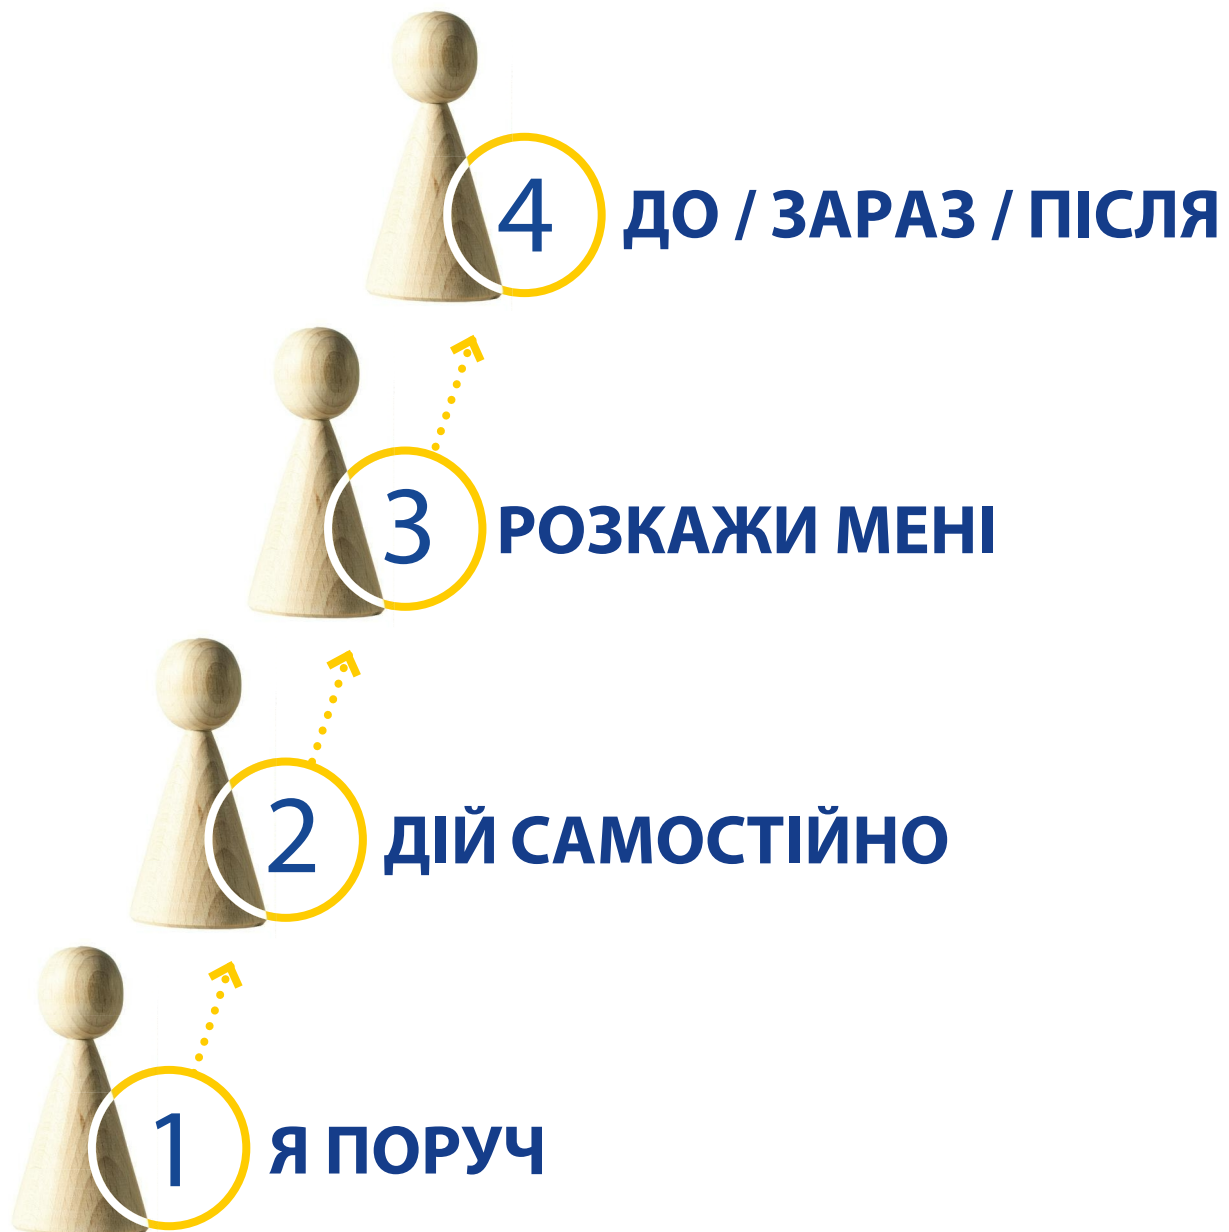 4 ДО / ЗАРАЗ / ПІСЛЯ
3 РОЗКАЖИ МЕНІ
2 ДІЙ САМОСТІЙНО
1 Я ПОРУЧ